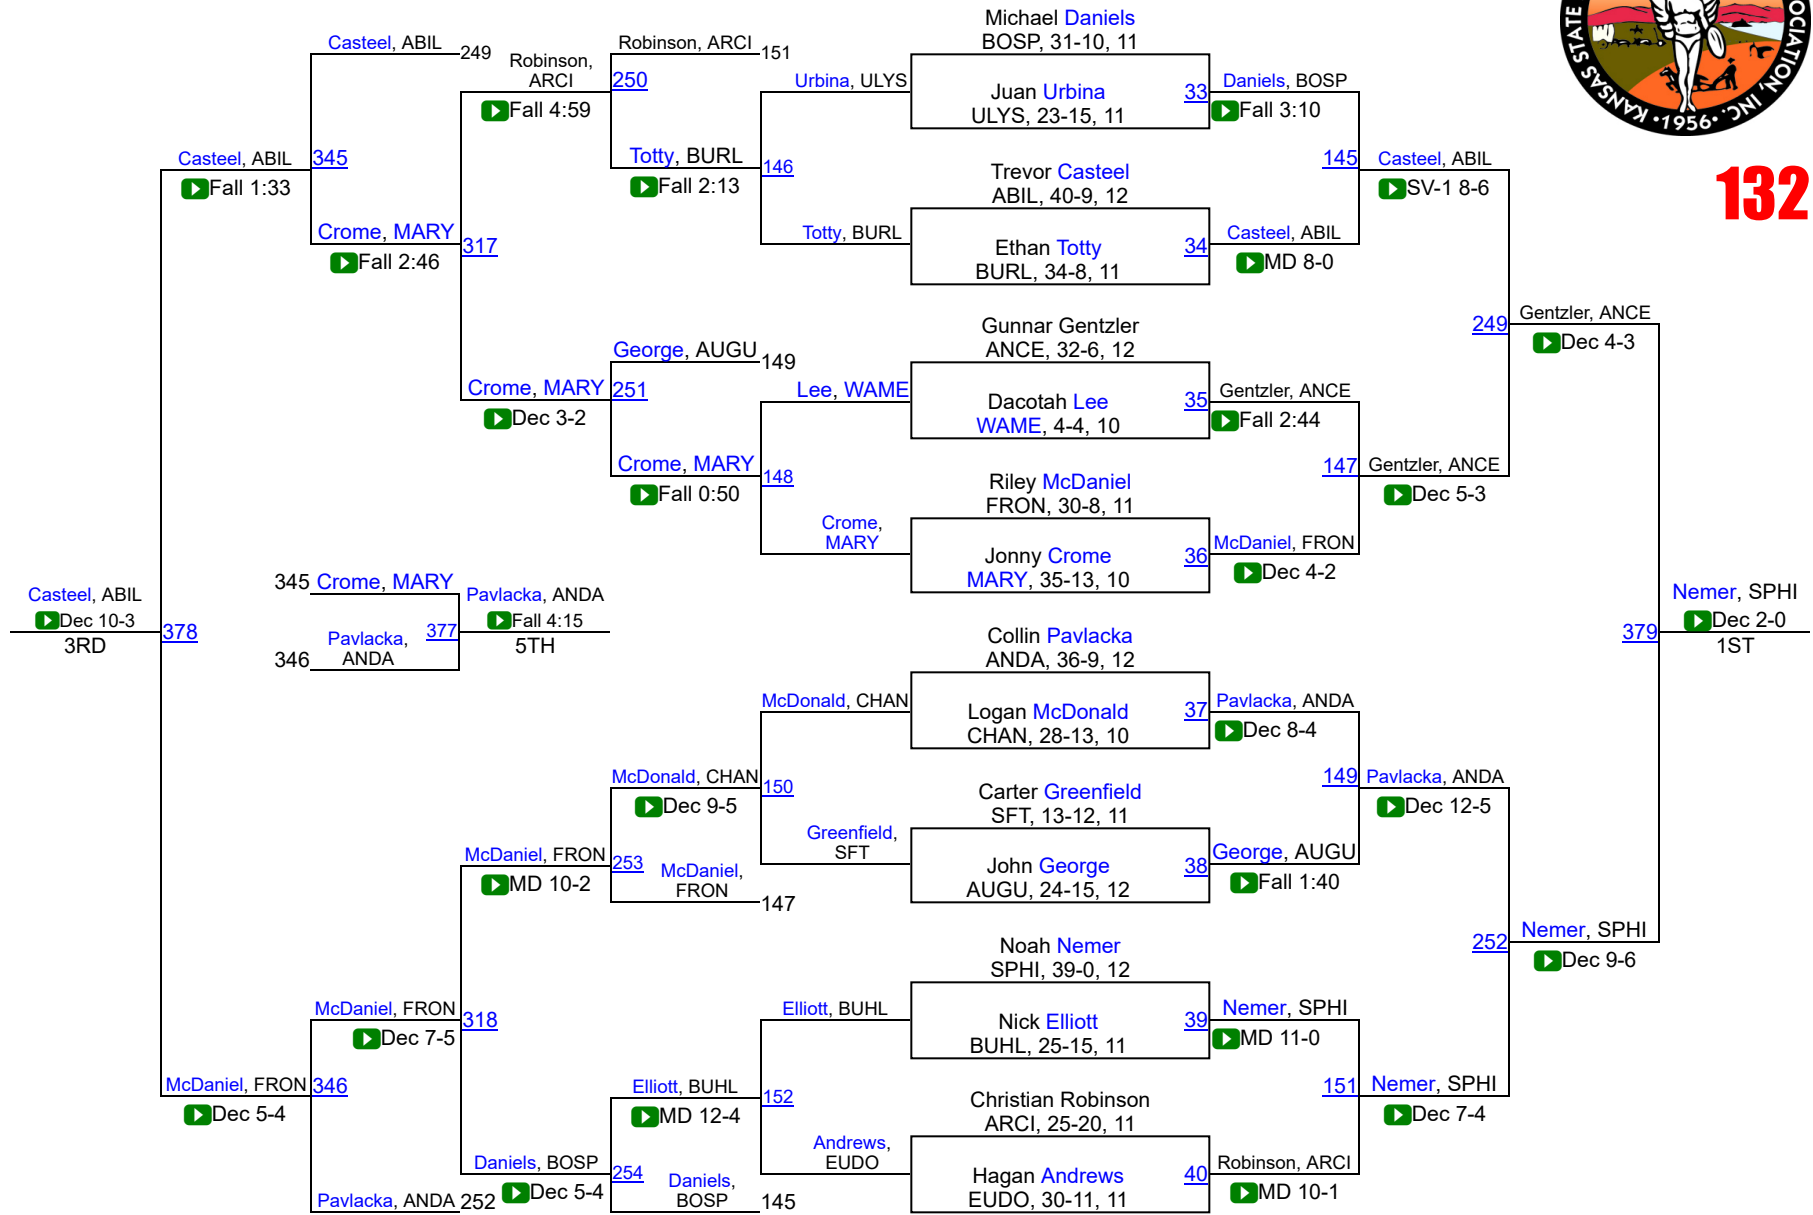 Michael Daniels
BOSP, 31-10, 11
Juan Urbina
ULYS, 23-15, 11
Trevor Casteel
ABIL, 40-9, 12
Ethan Totty
BURL, 34-8, 11
Gunnar Gentzler
ANCE, 32-6, 12
Dacotah Lee
WAME, 4-4, 10
Riley McDaniel
FRON, 30-8, 11
Jonny Crome
MARY, 35-13, 10
Collin Pavlacka
ANDA, 36-9, 12
Logan McDonald
CHAN, 28-13, 10
Carter Greenfield
SFT, 13-12, 11
John George
AUGU, 24-15, 12
Noah Nemer
SPHI, 39-0, 12
Nick Elliott
BUHL, 25-15, 11
Christian Robinson
ARCI, 25-20, 11
Hagan Andrews
EUDO, 30-11, 11
33
Daniels, BOSP
Fall 3:10
34
Casteel, ABIL
MD 8-0
35
Gentzler, ANCE
Fall 2:44
36
McDaniel, FRON
Dec 4-2
37
Pavlacka, ANDA
Dec 8-4
38
George, AUGU
Fall 1:40
39
Nemer, SPHI
MD 11-0
40
Robinson, ARCI
MD 10-1
145
Casteel, ABIL
SV-1 8-6
147
Gentzler, ANCE
Dec 5-3
149
Pavlacka, ANDA
Dec 12-5
151
Nemer, SPHI
Dec 7-4
249
Gentzler, ANCE
Dec 4-3
252
Nemer, SPHI
Dec 9-6
379
Nemer, SPHI
Dec 2-0
1ST
Urbina, ULYS
146
Totty, BURL
Lee, WAME
148
Crome,
MARY
McDonald, CHAN
150
Greenfield,
SFT
Elliott, BUHL
152
Andrews,
EUDO
Robinson, ARCI
151
250
Totty, BURL
Fall 2:13
George, AUGU
149
251
Crome, MARY
Fall 0:50
McDonald, CHAN
Dec 9-5
253
McDaniel,
FRON
147
Elliott, BUHL
MD 12-4
254
Daniels,
BOSP
145
Robinson,
ARCI
Fall 4:59
317
Crome, MARY
Dec 3-2
McDaniel, FRON
MD 10-2
318
Daniels, BOSP
Dec 5-4
Casteel, ABIL
249
345
Crome, MARY
Fall 2:46
McDaniel, FRON
Dec 7-5
346
Pavlacka, ANDA
252
Casteel, ABIL
Fall 1:33
378
McDaniel, FRON
Dec 5-4
Casteel, ABIL
Dec 10-3
3RD
345
Crome, MARY
377
346
Pavlacka,
ANDA
Pavlacka, ANDA
Fall 4:15
5TH
KANSAS STATE
OCIATION, INC.
•1956•
132